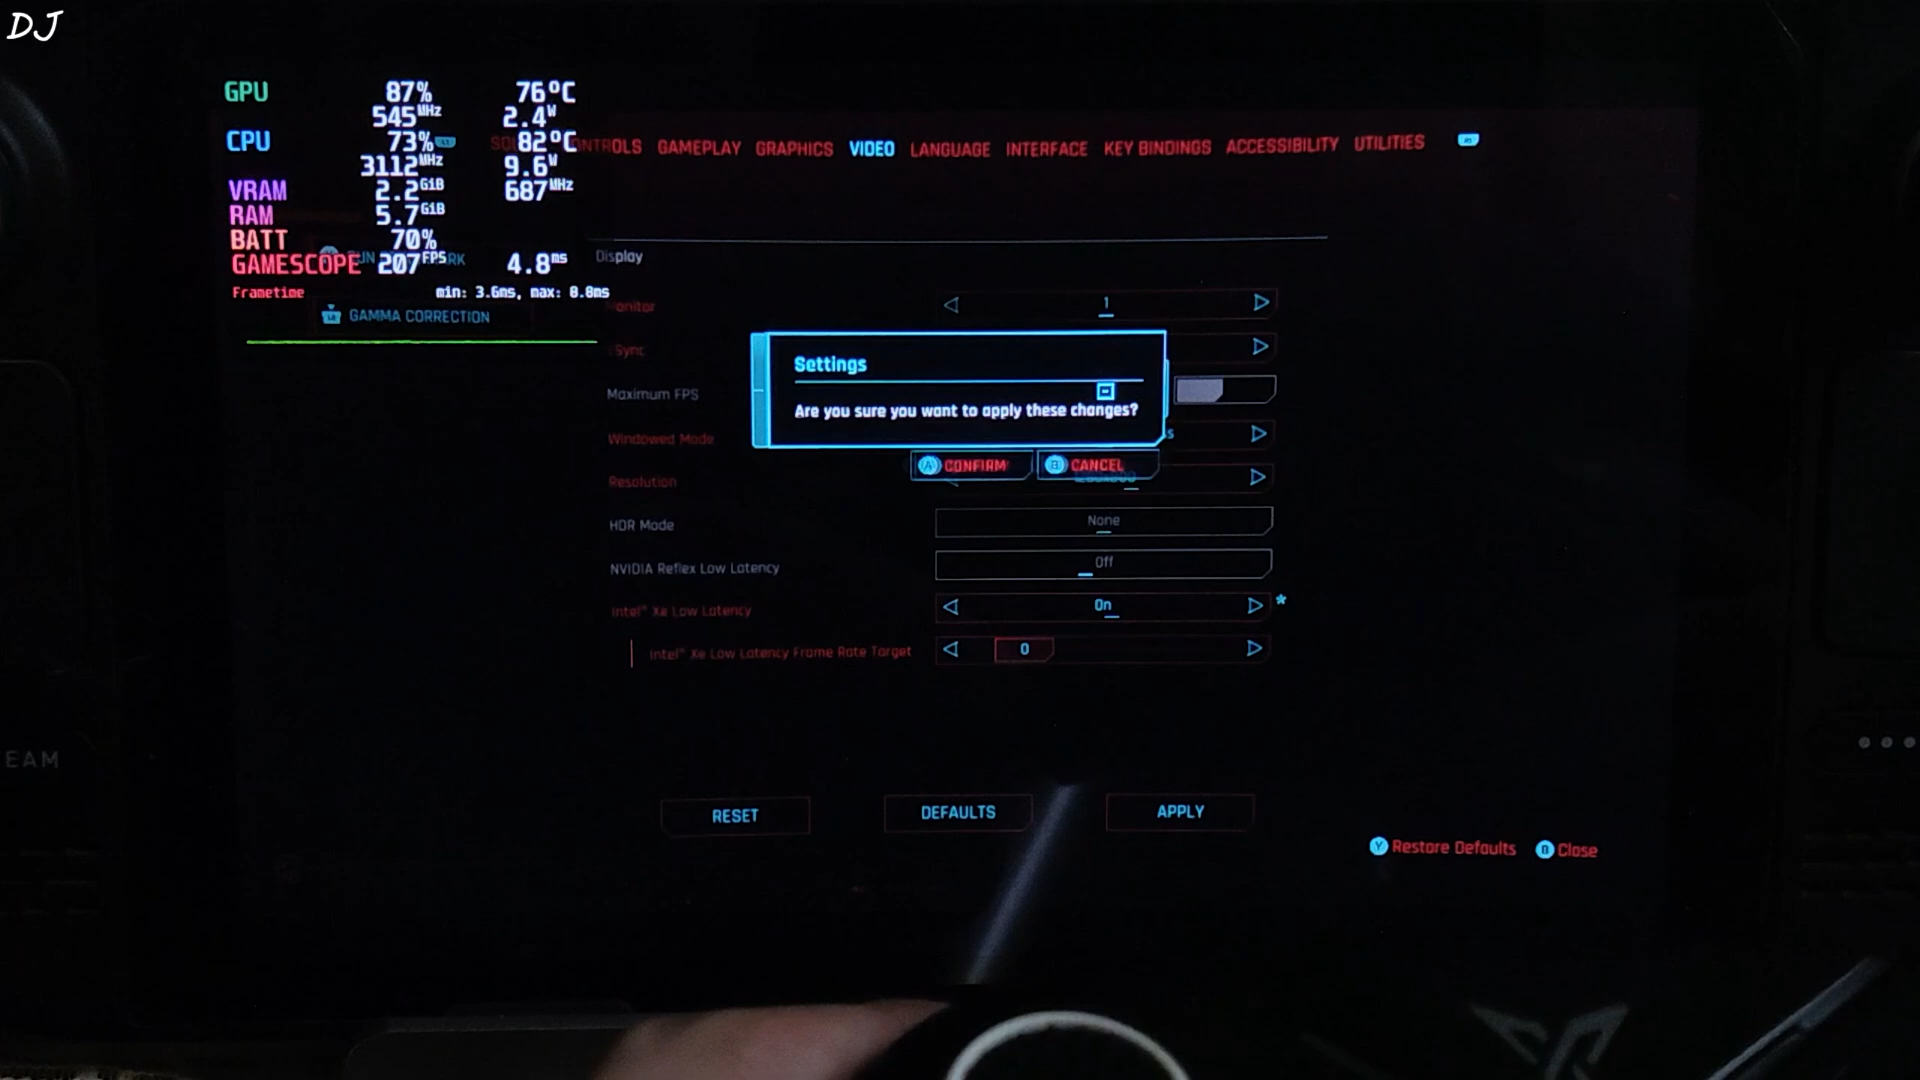 DJ
GPU 87% 76°C
545MHz 2.4W
CPU 73% 82°C
3112MHz 9.6W
VRAM 2.2GiB 687MHz
RAM 5.7GiB
BATT 70%
GAMESCOPE 207FPS 4.8ms
Frametime min: 3.6ms, max: 8.8ms
GAMEPLAY GRAPHICS VIDEO LANGUAGE INTERFACE KEY BINDINGS ACCESSIBILITY UTILITIES
GAMMA CORRECTION
Display
Monitor 1
Maximum FPS
Windowed Mode
Resolution
HDR Mode None
NVIDIA Reflex Low Latency Off
Intel® Xe Low Latency On *
Intel® Xe Low Latency Frame Rate Target 0
Settings
Are you sure you want to apply these changes?
A CONFIRM B CANCEL
RESET DEFAULTS APPLY
Y Restore Defaults B Close
EAM